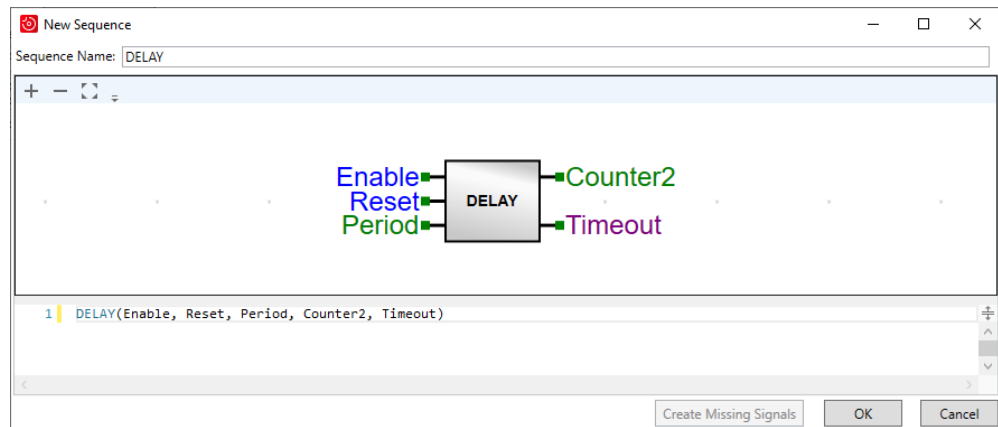 New Sequence
Sequence Name: DELAY
Enable Counter2
Reset DELAY
Period Timeout
1 DELAY(Enable, Reset, Period, Counter2, Timeout)
Create Missing Signals OK Cancel